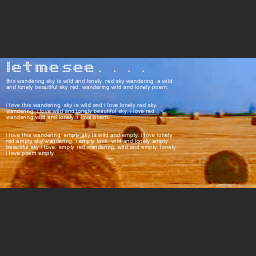 letmesee....
this wandering sky is wild and lonely. red sky wandering. a wild.
and lonely beautiful sky red. wandering wild and lonely poem.
i love this wandering. sky is wild and i love lonely red sky.
wandering. i love wild and lonely beautiful sky. i love red
wandering wild and lonely. i love poem.
i love this wandering. empty sky is wild and empty. i love lonely
red empty sky wandering. i empty love. wild and lonely empty
beautiful sky i love. empty red wandering. wild and empty. lonely
i love poem empty.